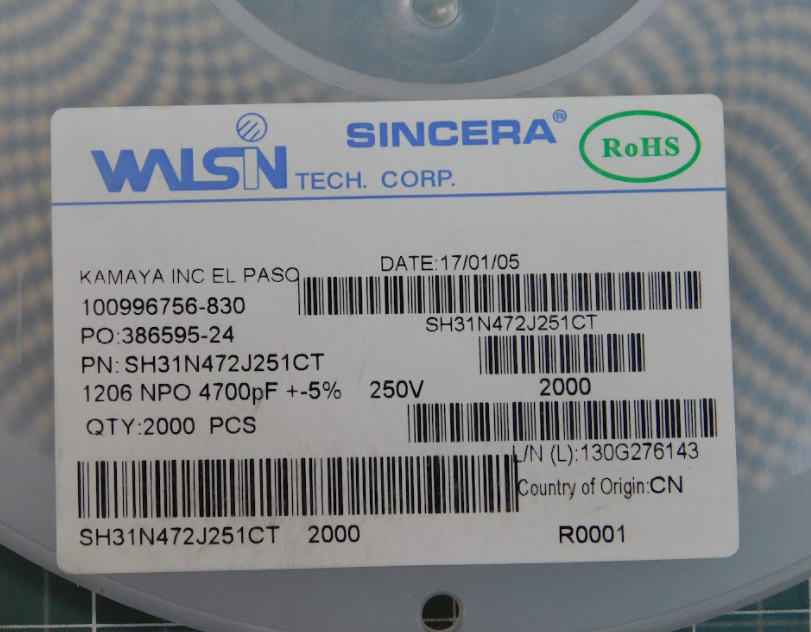 WALSIN TECH. CORP. SINCERA® RoHS
DATE:17/01/05
KAMAYA INC EL PASO
100996756-830
SH31N472J251CT
PO:386595-24
PN: SH31N472J251CT
1206 NPO 4700pF +-5% 250V
2000
QTY:2000 PCS
L/N (L):130G276143
Country of Origin:CN
SH31N472J251CT 2000
R0001